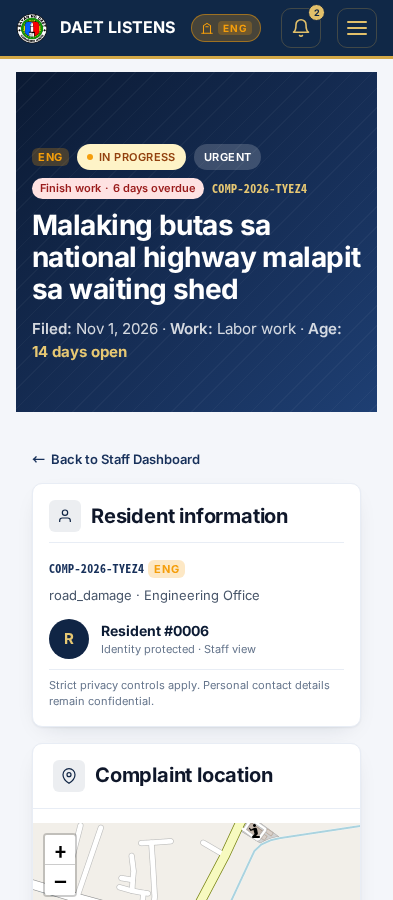 DAET LISTENS
ENG
2
ENG
IN PROGRESS
URGENT
Finish work · 6 days overdue
COMP-2026-TYEZ4
Malaking butas sa
national highway malapit
sa waiting shed
Filed: Nov 1, 2026 · Work: Labor work · Age:
14 days open
← Back to Staff Dashboard
Resident information
COMP-2026-TYEZ4 ENG
road_damage · Engineering Office
R
Resident #0006
Identity protected · Staff view
Strict privacy controls apply. Personal contact details
remain confidential.
Complaint location
+
−